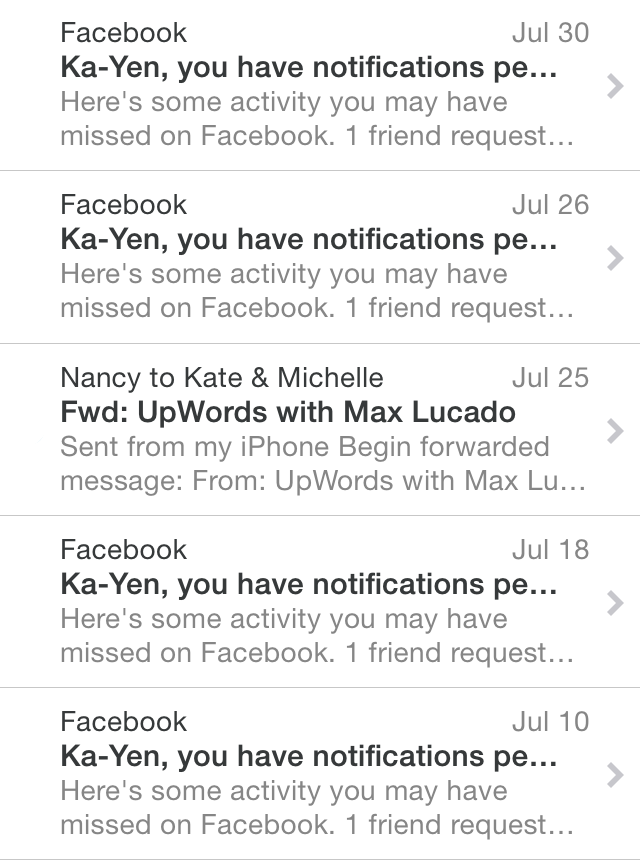 Facebook Jul 30
Ka-Yen, you have notifications pe...
Here's some activity you may have
missed on Facebook. 1 friend request...
Facebook Jul 26
Ka-Yen, you have notifications pe...
Here's some activity you may have
missed on Facebook. 1 friend request...
Nancy to Kate & Michelle Jul 25
Fwd: UpWords with Max Lucado
Sent from my iPhone Begin forwarded
message: From: UpWords with Max Lu...
Facebook Jul 18
Ka-Yen, you have notifications pe...
Here's some activity you may have
missed on Facebook. 1 friend request...
Facebook Jul 10
Ka-Yen, you have notifications pe...
Here's some activity you may have
missed on Facebook. 1 friend request...